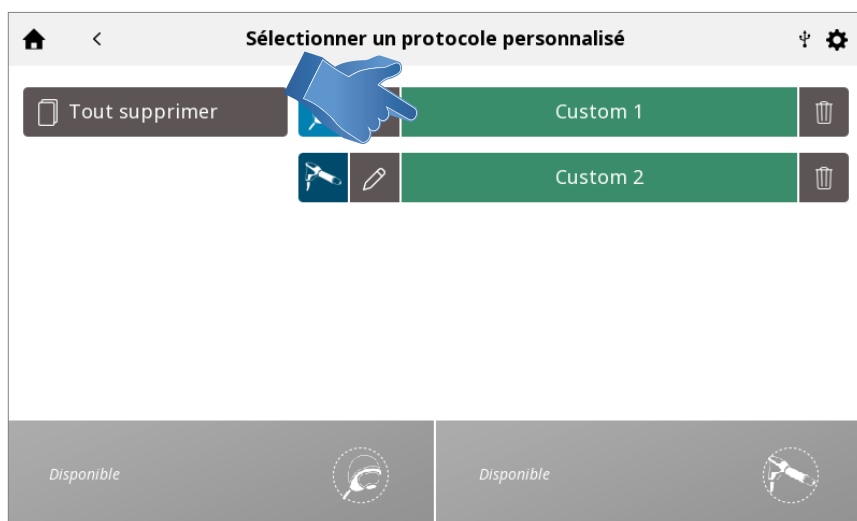 Sélectionner un protocole personnalisé
Tout supprimer
Custom 1
Custom 2
Disponible
Disponible